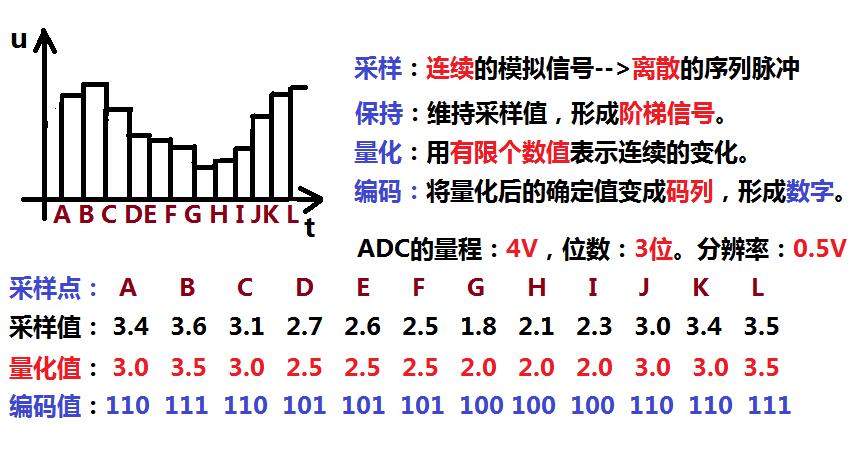 u
采样：连续的模拟信号-->离散的序列脉冲
保持：维持采样值，形成阶梯信号。
量化：用有限个数值表示连续的变化。
编码：将量化后的确定值变成码列，形成数字。
A B C D E F G H I J K L
t
ADC的量程：4V，位数：3位。分辨率：0.5V
采样点： A B C D E F G H I J K L
采样值： 3.4 3.6 3.1 2.7 2.6 2.5 1.8 2.1 2.3 3.0 3.4 3.5
量化值： 3.0 3.5 3.0 2.5 2.5 2.5 2.0 2.0 2.0 3.0 3.0 3.5
编码值：110 111 110 101 101 101 100 100 100 110 110 111